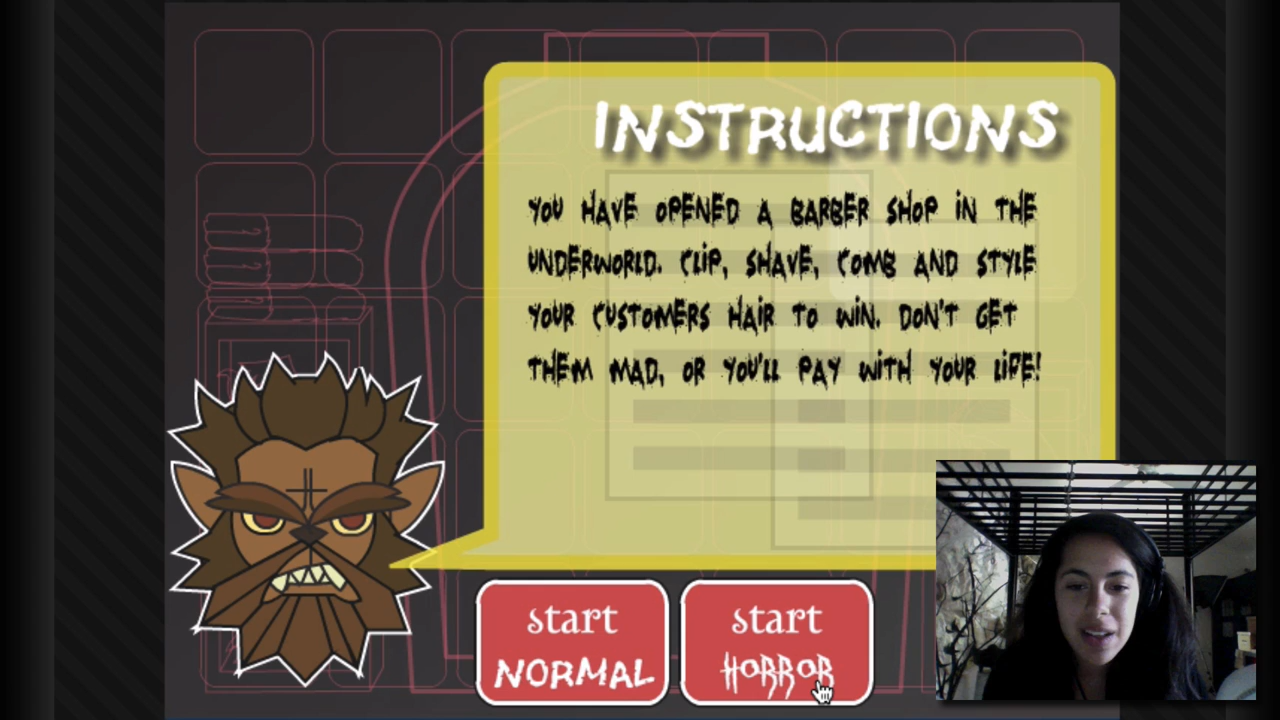 INSTRUCTIONS
YOU HAVE OPENED A BARBER SHOP IN THE
UNDERWORLD. CLIP, SHAVE, COMB AND STYLE
YOUR CUSTOMERS HAIR TO WIN. DON'T GET
THEM MAD, OR YOU'LL PAY WITH YOUR LIFE!
start
NORMAL
start
HORROR